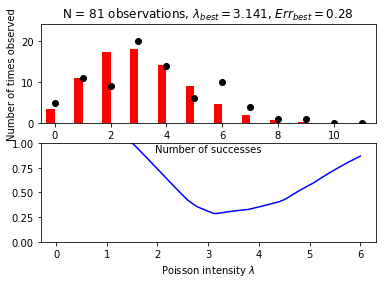 N = 81 observations, λbest = 3.141, Errbest = 0.28
Number of times observed
20
10
0
0 2 4 6 8 10
Number of successes
1.00
0.75
0.50
0.25
0.00
0 1 2 3 4 5 6
Poisson intensity λ